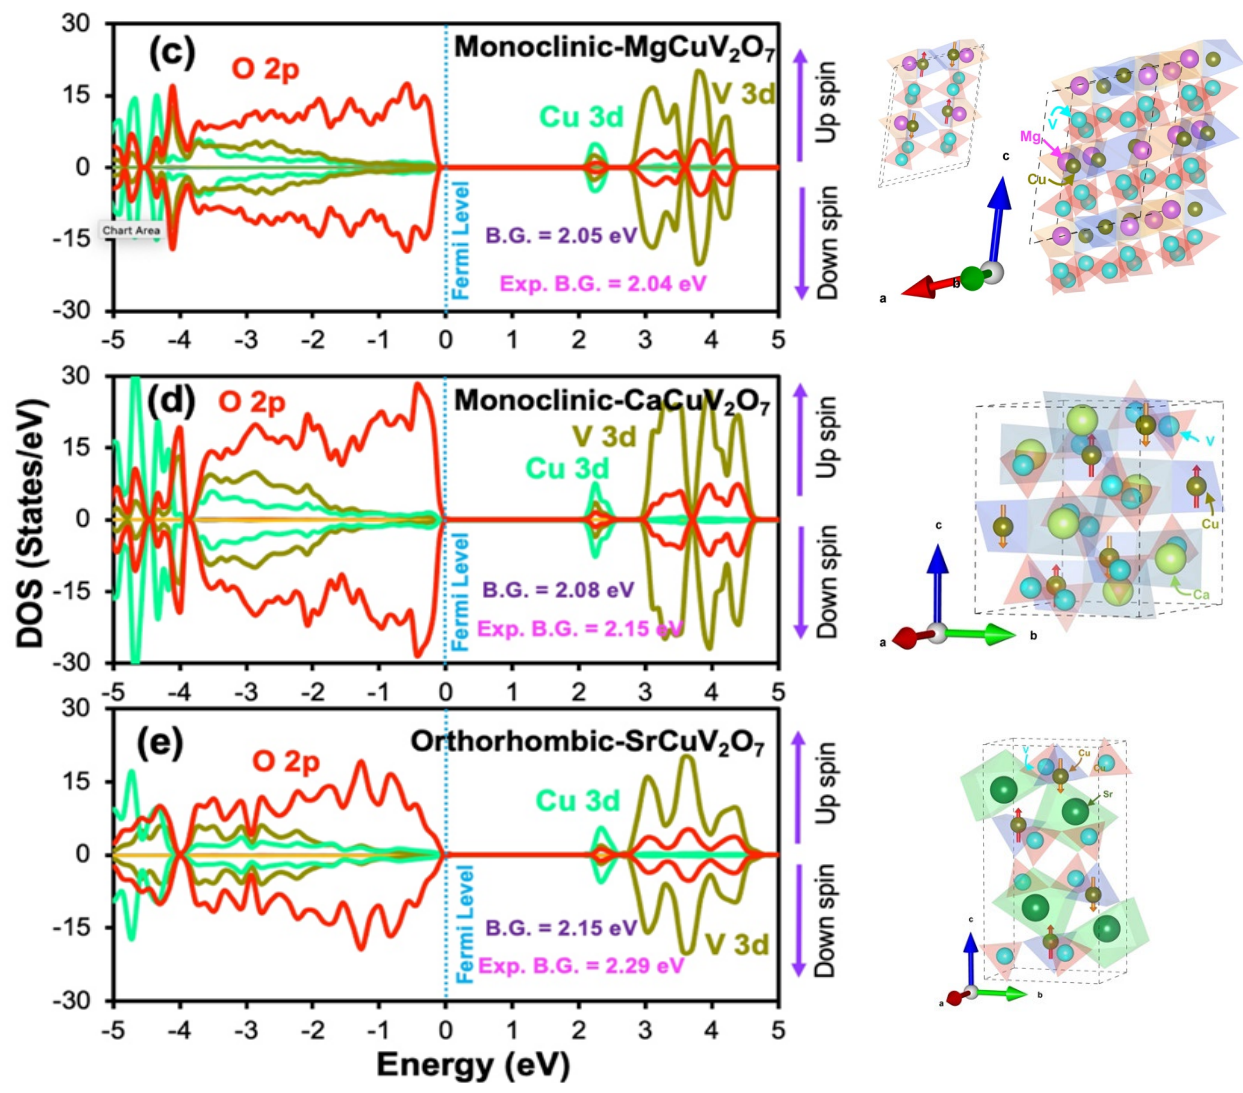 30
15
0
-15
-30
(c)
Monoclinic-MgCuV₂O₇
O 2p
Cu 3d
V 3d
Chart Area
B.G. = 2.05 eV
Exp. B.G. = 2.04 eV
Fermi Level
Up spin
Down spin
-5 -4 -3 -2 -1 0 1 2 3 4 5
V
Mg
Cu
c
a
b
DOS (States/eV)
30
15
0
-15
-30
(d)
Monoclinic-CaCuV₂O₇
O 2p
V 3d
Cu 3d
B.G. = 2.08 eV
Exp. B.G. = 2.15 eV
Fermi Level
Up spin
Down spin
-5 -4 -3 -2 -1 0 1 2 3 4 5
V
Cu
Ca
c
a
b
30
15
0
-15
-30
(e)
Orthorhombic-SrCuV₂O₇
O 2p
Cu 3d
V 3d
B.G. = 2.15 eV
Exp. B.G. = 2.29 eV
Fermi Level
Up spin
Down spin
-5 -4 -3 -2 -1 0 1 2 3 4 5
Energy (eV)
V
Cu
Cu
Sr
c
a
b